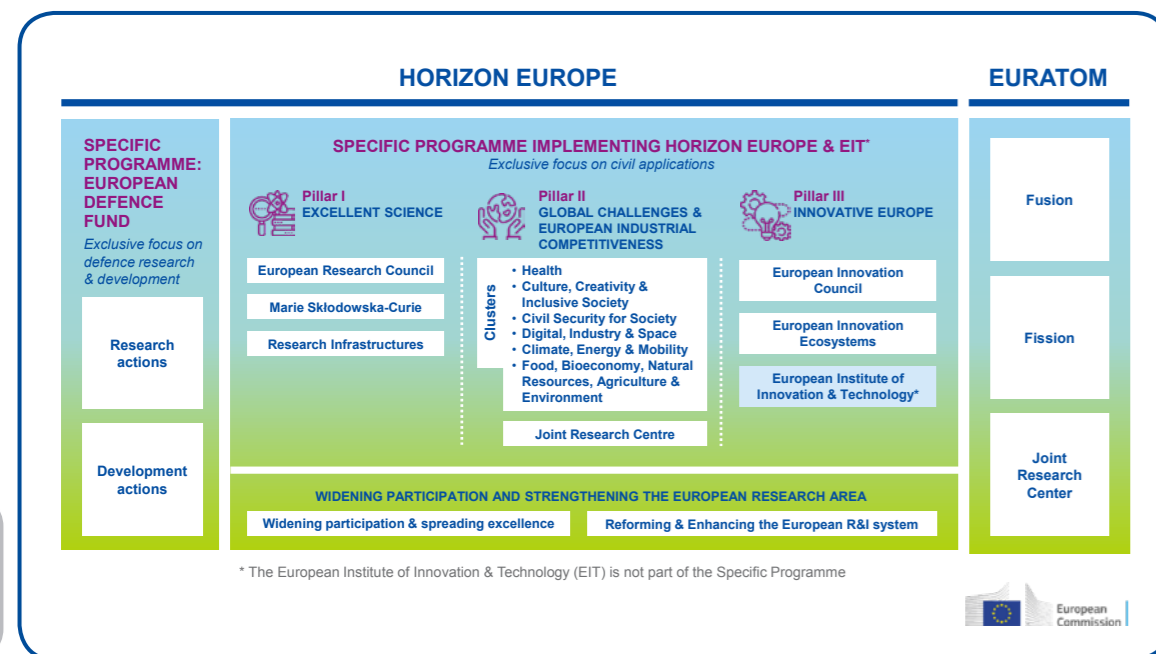 HORIZON EUROPE
EURATOM
SPECIFIC
PROGRAMME:
EUROPEAN
DEFENCE
FUND
Exclusive focus on
defence research
& development
Research
actions
Development
actions
SPECIFIC PROGRAMME IMPLEMENTING HORIZON EUROPE & EIT*
Exclusive focus on civil applications
Pillar I
EXCELLENT SCIENCE
European Research Council
Marie Skłodowska-Curie
Research Infrastructures
Pillar II
GLOBAL CHALLENGES &
EUROPEAN INDUSTRIAL
COMPETITIVENESS
Clusters
• Health
• Culture, Creativity &
Inclusive Society
• Civil Security for Society
• Digital, Industry & Space
• Climate, Energy & Mobility
• Food, Bioeconomy, Natural
Resources, Agriculture &
Environment
Joint Research Centre
Pillar III
INNOVATIVE EUROPE
European Innovation
Council
European Innovation
Ecosystems
European Institute of
Innovation & Technology*
WIDENING PARTICIPATION AND STRENGTHENING THE EUROPEAN RESEARCH AREA
Widening participation & spreading excellence
Reforming & Enhancing the European R&I system
Fusion
Fission
Joint
Research
Center
* The European Institute of Innovation & Technology (EIT) is not part of the Specific Programme
European
Commission